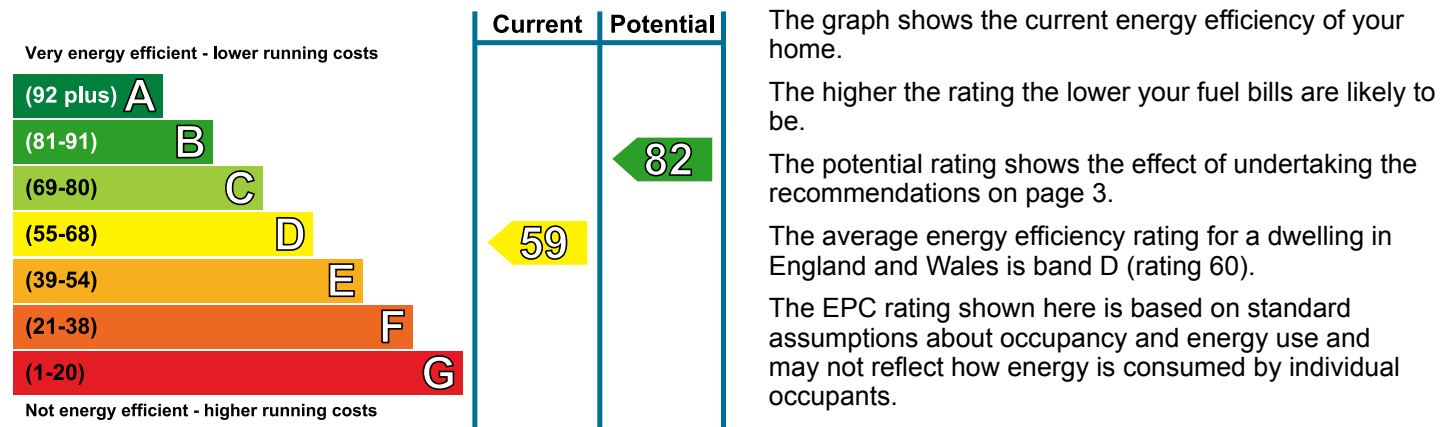 Current Potential
Very energy efficient - lower running costs
(92 plus) A
(81-91) B
82
(69-80) C
(55-68) D
59
(39-54) E
(21-38) F
(1-20) G
Not energy efficient - higher running costs
The graph shows the current energy efficiency of your
home.
The higher the rating the lower your fuel bills are likely to
be.
The potential rating shows the effect of undertaking the
recommendations on page 3.
The average energy efficiency rating for a dwelling in
England and Wales is band D (rating 60).
The EPC rating shown here is based on standard
assumptions about occupancy and energy use and
may not reflect how energy is consumed by individual
occupants.